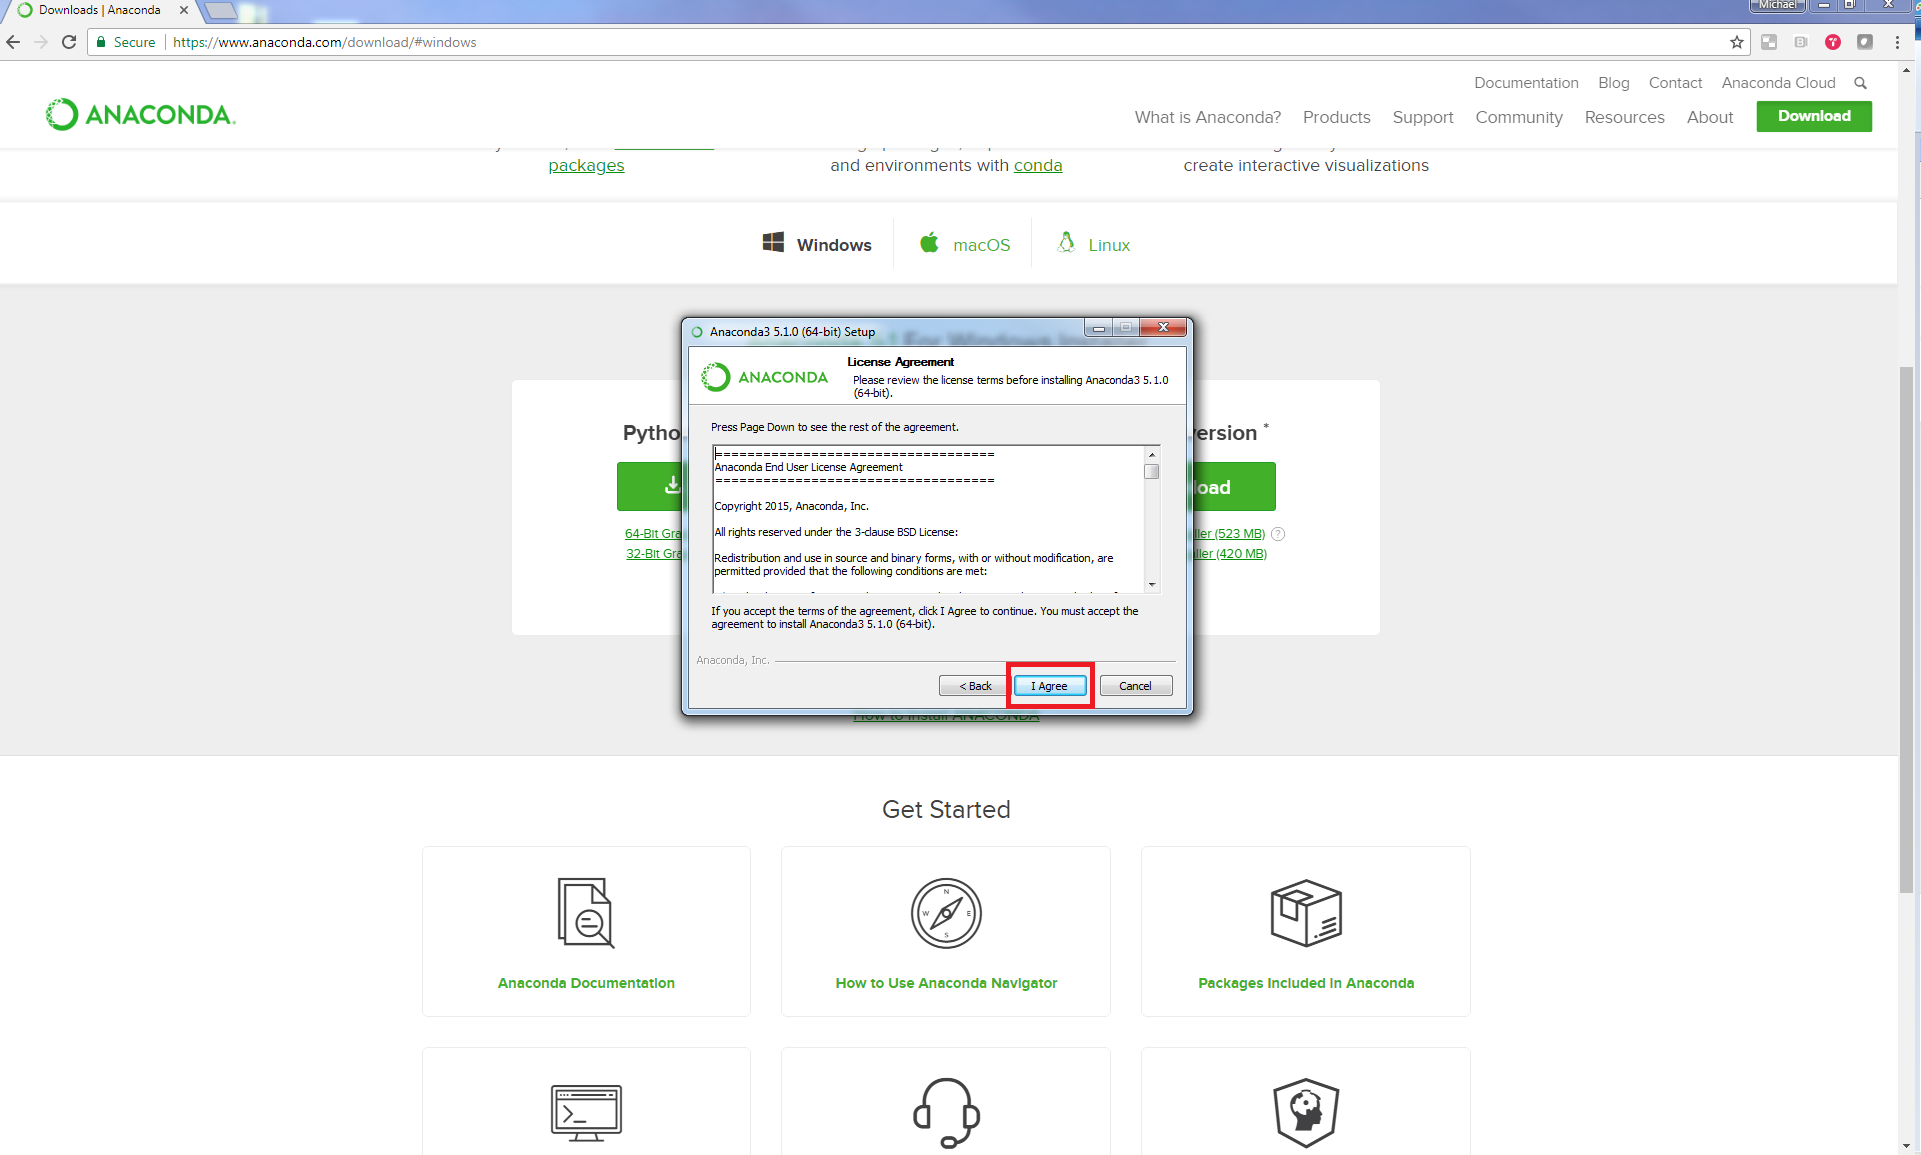 Downloads | Anaconda
Michael
Secure
https://www.anaconda.com/download/#windows
Documentation
Blog
Contact
Anaconda Cloud
ANACONDA.
What is Anaconda?
Products
Support
Community
Resources
About
Download
packages
and environments with conda
create interactive visualizations
Windows
macOS
Linux
Anaconda3 5.1.0 (64-bit) Setup
For Windows Installer
ANACONDA
License Agreement
Please review the license terms before installing Anaconda3 5.1.0
(64-bit).
Press Page Down to see the rest of the agreement.
===================================
Anaconda End User License Agreement
===================================
Copyright 2015, Anaconda, Inc.
All rights reserved under the 3-clause BSD License:
Redistribution and use in source and binary forms, with or without modification, are
permitted provided that the following conditions are met:
If you accept the terms of the agreement, click I Agree to continue. You must accept the
agreement to install Anaconda3 5.1.0 (64-bit).
Anaconda, Inc.
< Back
I Agree
Cancel
Pytho
ersion *
load
64-Bit Gra
ller (523 MB) ?
32-Bit Gra
ller (420 MB)
How to Install ANACONDA
Get Started
N
W E
S
Anaconda Documentation
How to Use Anaconda Navigator
Packages Included in Anaconda